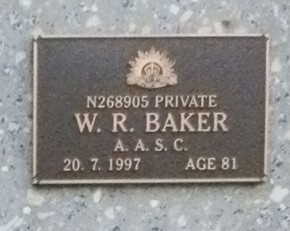 N268905 PRIVATE
W. R. BAKER
A. A. S. C.
20. 7. 1997 AGE 81